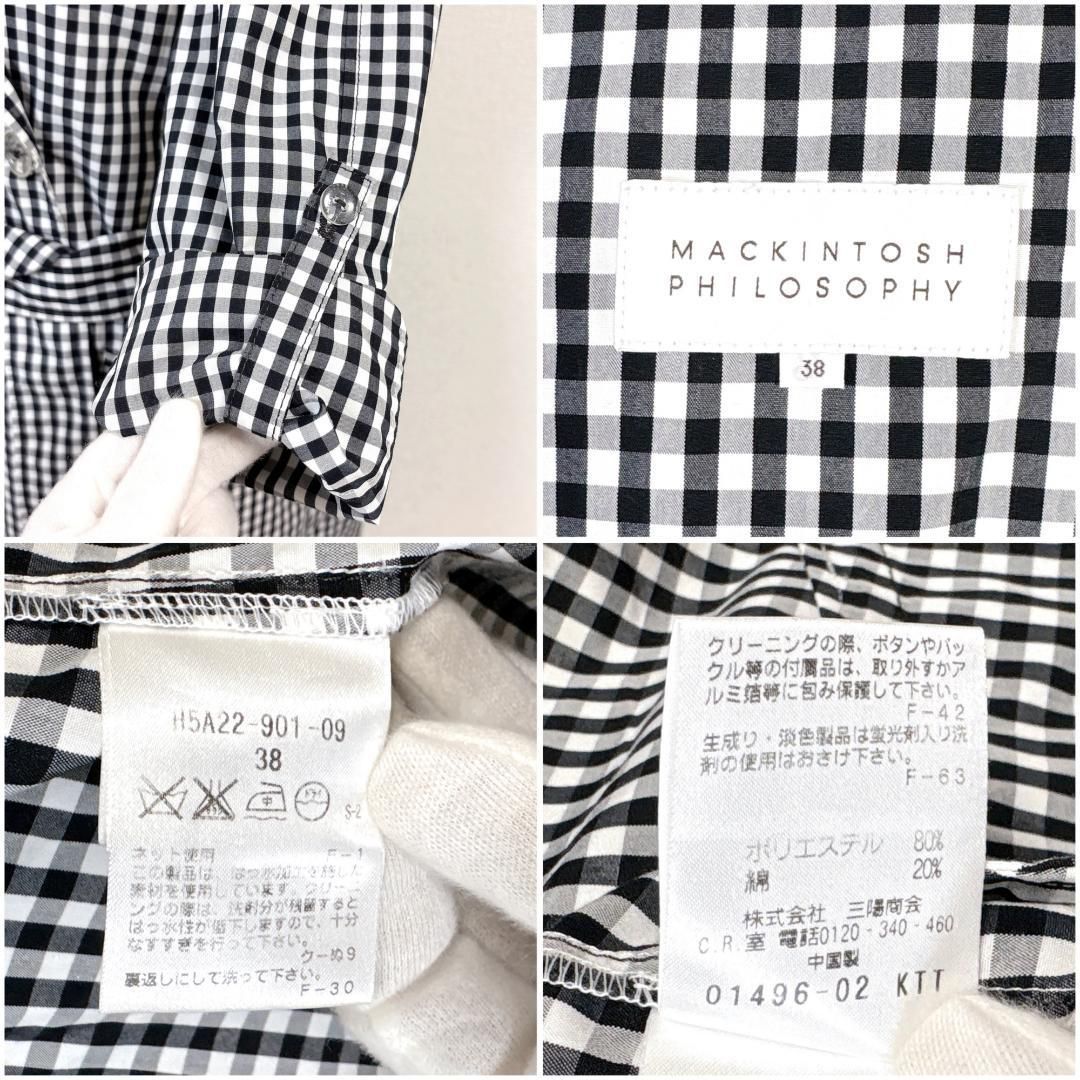 MACKINTOSH
PHILOSOPHY
38
H5A22-901-09
38
ドライ
中
S-2
ネット使用
F-1
この製品は、はっ水加工を施した
素材を使用しています。クリーニ
ングの際は、洗剤分が残留すると
はっ水性が低下しますので、十分
なすすぎを行って下さい。
クーぬ9
裏返しにして洗って下さい。
F-30
クリーニングの際、ボタンやバッ
クル等の付属品は、取り外すかア
ルミ箔等に包み保護して下さい。
F-42
生成り・淡色製品は蛍光剤入り洗
剤の使用はおさけ下さい。
F-63
ポリエステル 80%
綿 20%
株式会社 三陽商会
C.R.室 電話0120-340-460
中国製
01496-02 KTT